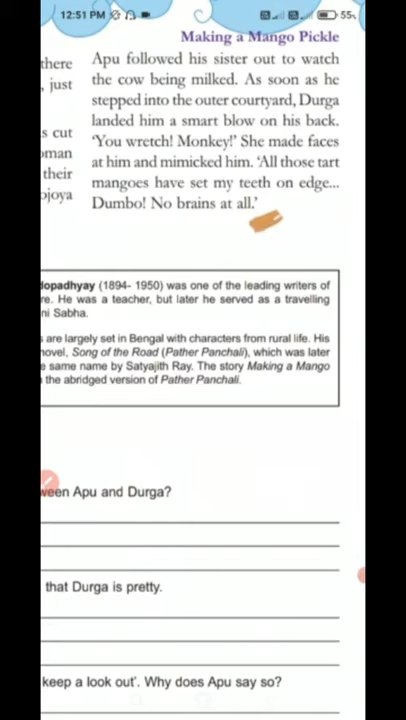 12:51 PM
55%
Making a Mango Pickle
there
, just
s cut
oman
their
ojoya
Apu followed his sister out to watch
the cow being milked. As soon as he
stepped into the outer courtyard, Durga
landed him a smart blow on his back.
‘You wretch! Monkey!’ She made faces
at him and mimicked him. ‘All those tart
mangoes have set my teeth on edge...
Dumbo! No brains at all.’
lopadhyay (1894- 1950) was one of the leading writers of
re. He was a teacher, but later he served as a travelling
ni Sabha.
are largely set in Bengal with characters from rural life. His
novel, Song of the Road (Pather Panchali), which was later
e same name by Satyajith Ray. The story Making a Mango
the abridged version of Pather Panchali.
ween Apu and Durga?
that Durga is pretty.
keep a look out'. Why does Apu say so?